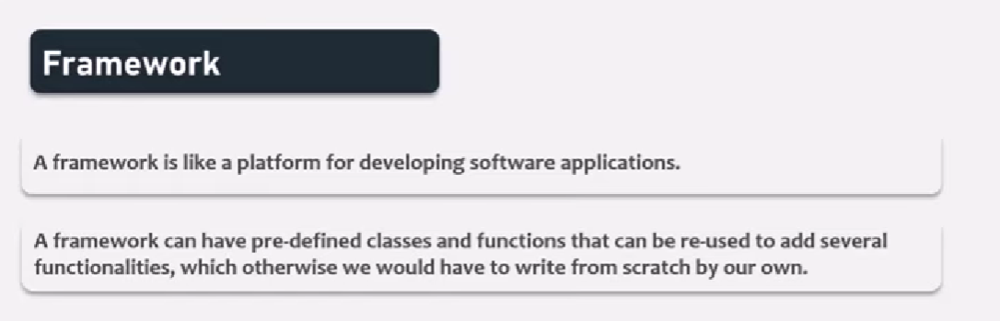 Framework
A framework is like a platform for developing software applications.
A framework can have pre-defined classes and functions that can be re-used to add several
functionalities, which otherwise we would have to write from scratch by our own.